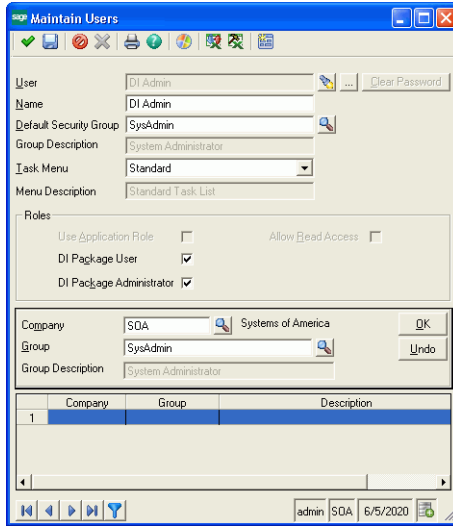 sage Maintain Users
User DI Admin ... Clear Password
Name DI Admin
Default Security Group SysAdmin
Group Description System Administrator
Task Menu Standard
Menu Description Standard Task List
Roles
Use Application Role Allow Read Access
DI Package User
DI Package Administrator
Company SOA Systems of America OK
Group SysAdmin Undo
Group Description System Administrator
Company Group Description
1
admin SOA 6/5/2020